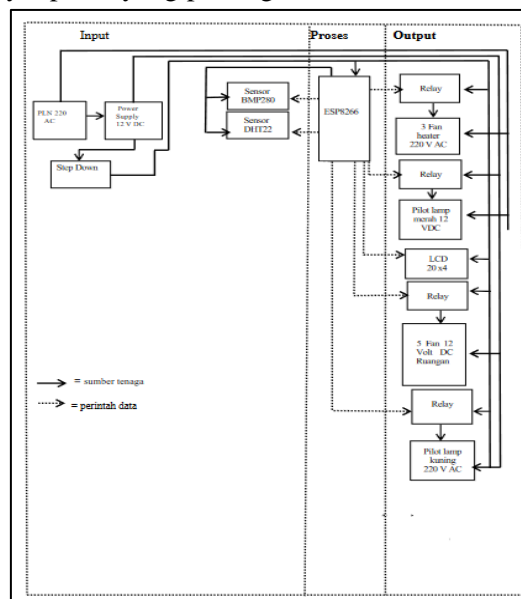 Input
Proses
Output
PLN 220
AC
Power
Supply
12 V DC
Step Down
Sensor
BMP280
Sensor
DHT22
ESP8266
Relay
3 Fan
heater
220 V AC
Relay
Pilot lamp
merah 12
VDC
LCD
20 x4
Relay
5 Fan 12
Volt DC
Ruangan
Relay
Pilot lamp
kuning
220 V AC
= sumber tenaga
= perintah data